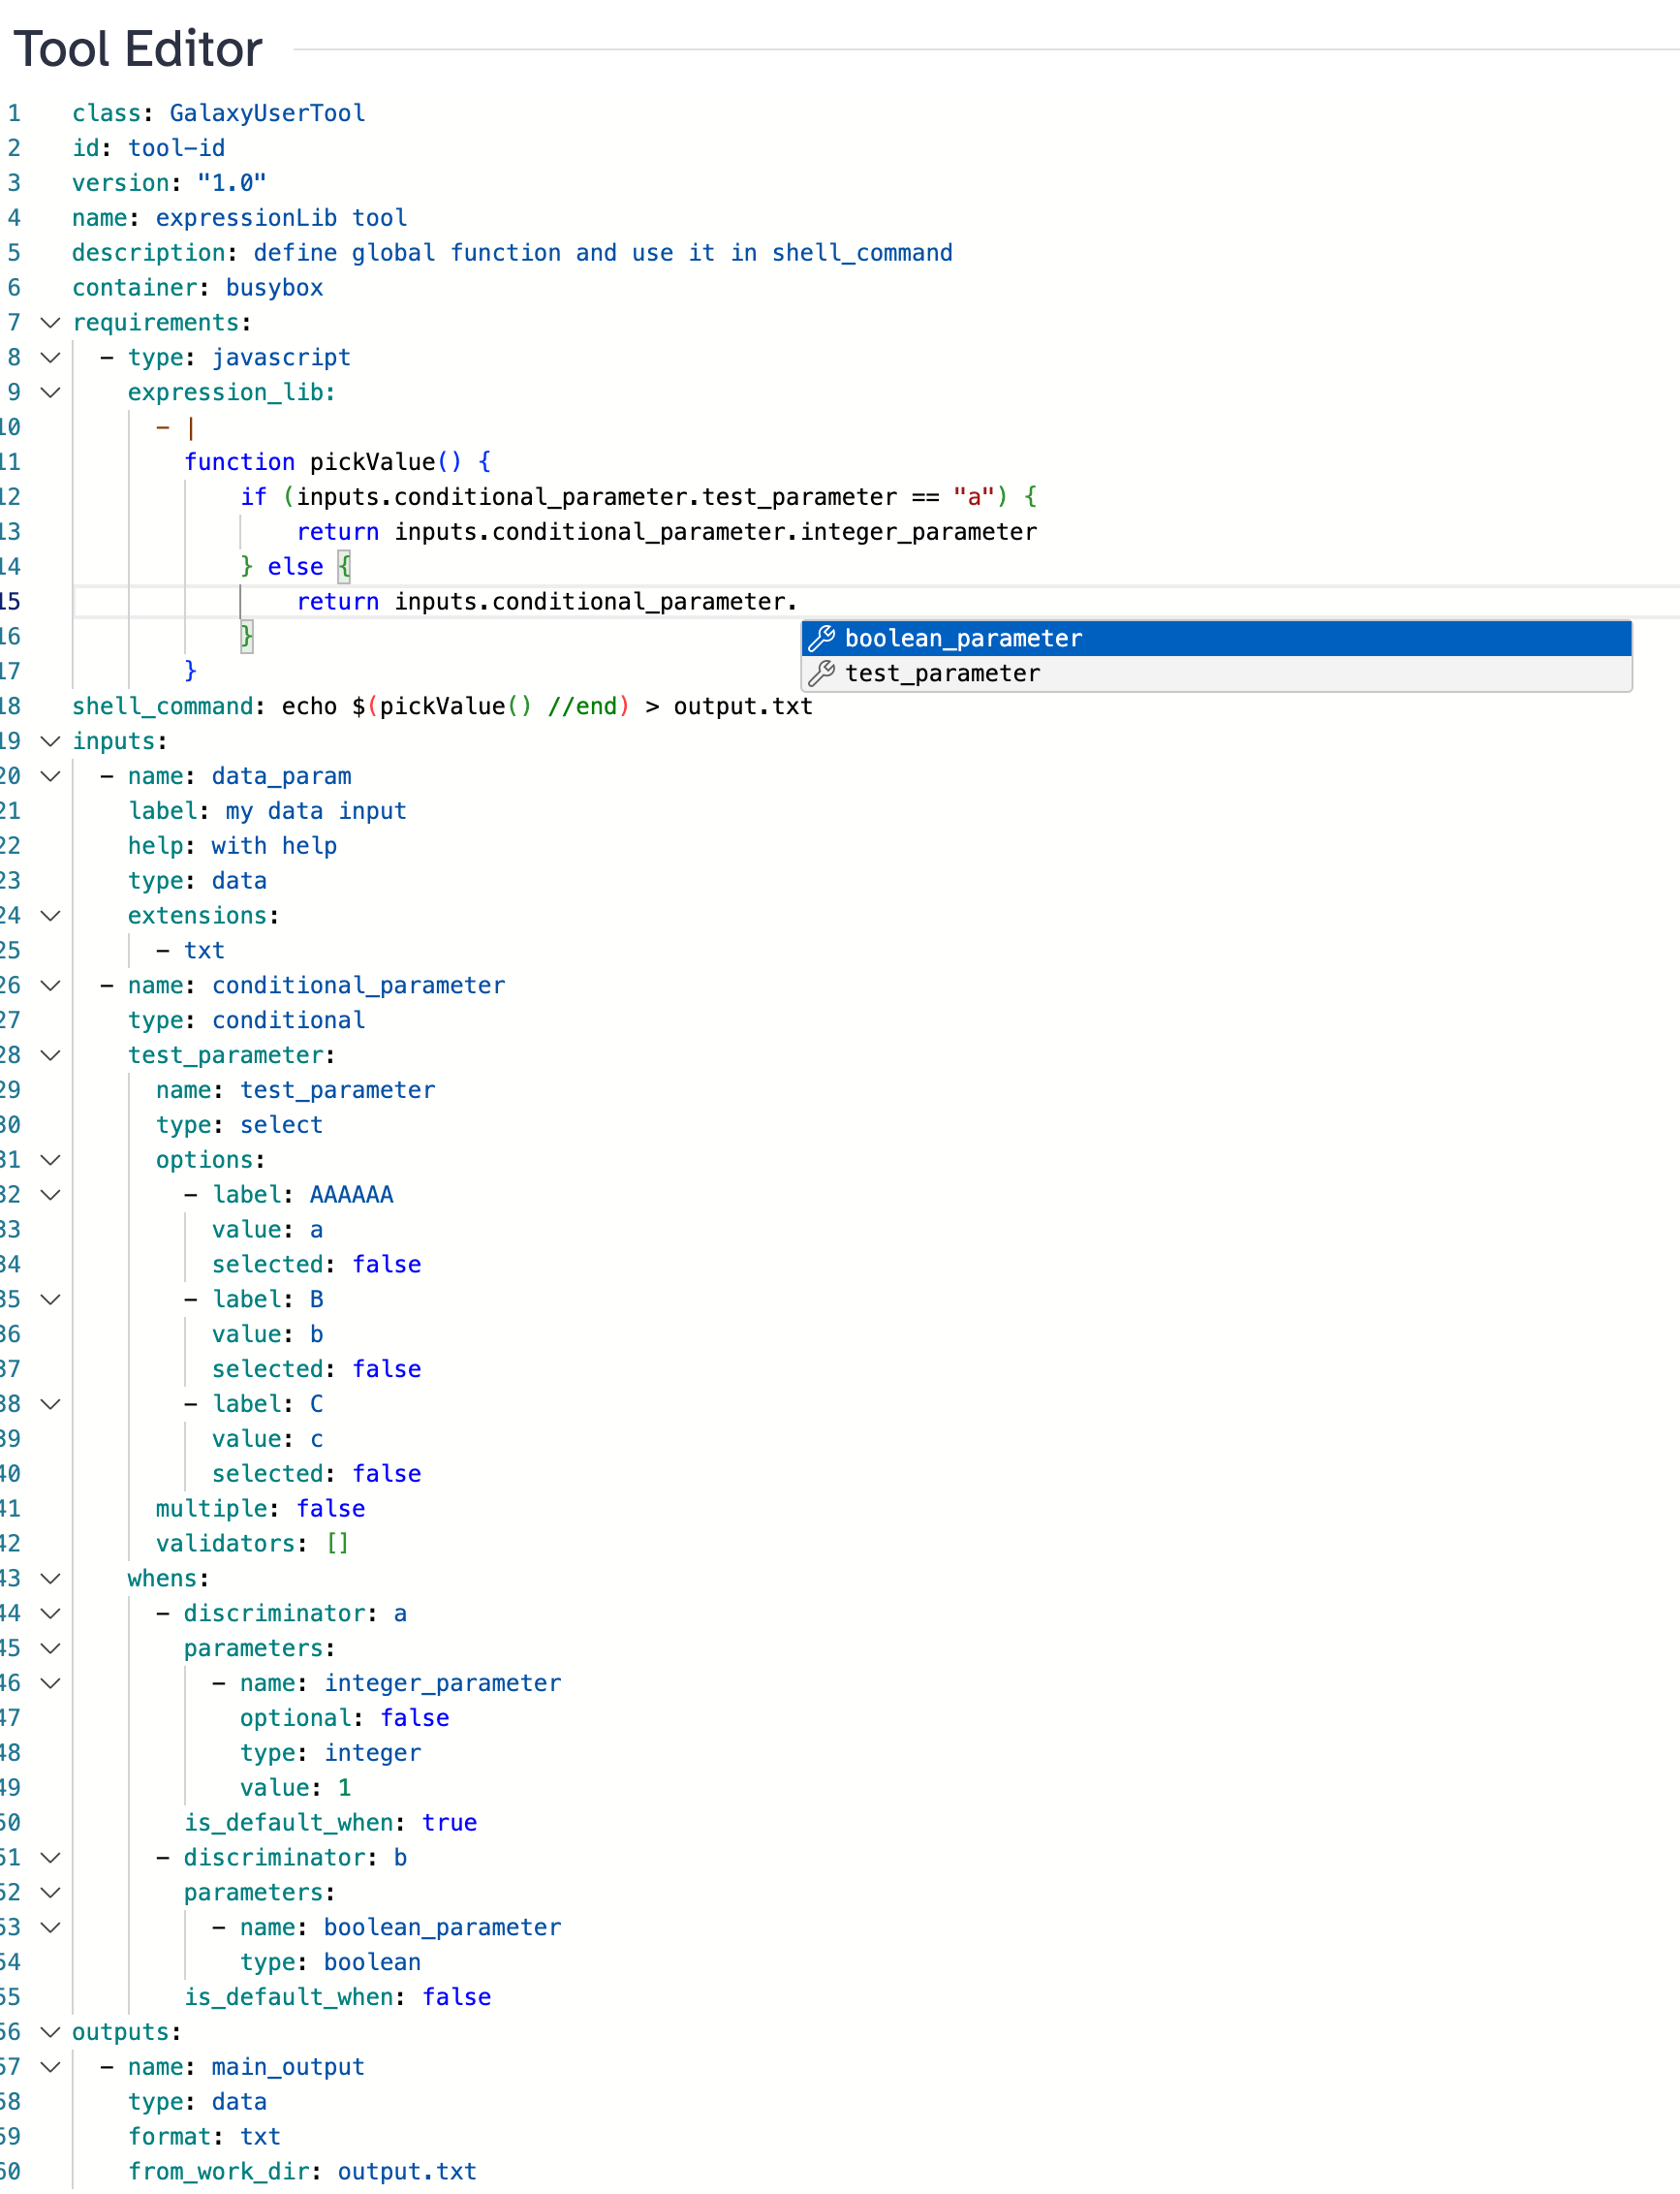 Tool Editor
1 class: GalaxyUserTool
2 id: tool-id
3 version: "1.0"
4 name: expressionLib tool
5 description: define global function and use it in shell_command
6 container: busybox
7 requirements:
8   - type: javascript
9     expression_lib:
10       - |
11         function pickValue() {
12             if (inputs.conditional_parameter.test_parameter == "a") {
13                 return inputs.conditional_parameter.integer_parameter
14             } else {
15                 return inputs.conditional_parameter.
16             }
boolean_parameter
test_parameter
17         }
18 shell_command: echo $(pickValue() //end) > output.txt
19 inputs:
20   - name: data_param
21     label: my data input
22     help: with help
23     type: data
24     extensions:
25       - txt
26   - name: conditional_parameter
27     type: conditional
28     test_parameter:
29       name: test_parameter
30       type: select
31       options:
32         - label: AAAAAA
33           value: a
34           selected: false
35         - label: B
36           value: b
37           selected: false
38         - label: C
39           value: c
40           selected: false
41       multiple: false
42       validators: []
43     whens:
44       - discriminator: a
45         parameters:
46           - name: integer_parameter
47             optional: false
48             type: integer
49             value: 1
50         is_default_when: true
51       - discriminator: b
52         parameters:
53           - name: boolean_parameter
54             type: boolean
55         is_default_when: false
56 outputs:
57   - name: main_output
58     type: data
59     format: txt
60     from_work_dir: output.txt